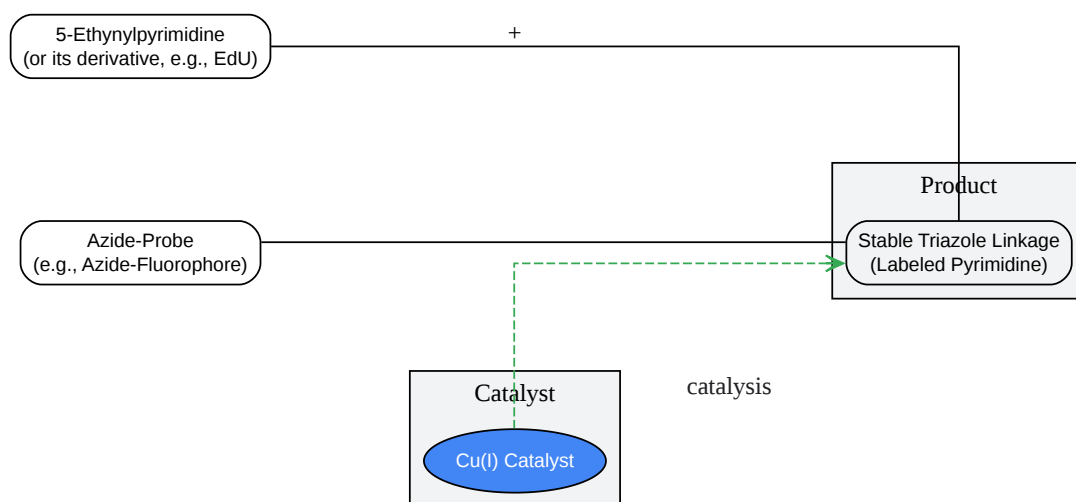 5-Ethynylpyrimidine
(or its derivative, e.g., EdU)
+
Product
Azide-Probe
(e.g., Azide-Fluorophore)
Stable Triazole Linkage
(Labeled Pyrimidine)
Catalyst
catalysis
Cu(I) Catalyst